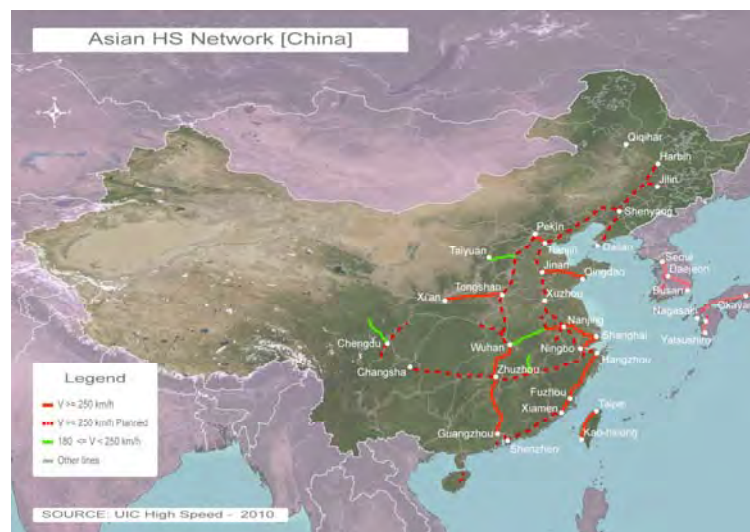 Asian HS Network [China]
Qiqihar
Harbin
Jilin
Shenyang
Pekin
Tianjin
Dalian
Taiyuan
Jinan
Seoul
Daejeon
Qingdao
Tongshan
Busan
Xi'an
Xuzhou
Nagasaki
Okaya
Yatsushiro
Nanjing
Shanghai
Chengdu
Wuhan
Ningbo
Hangzhou
Changsha
Zhuzhou
Legend
V >= 250 km/h
V >= 250 km/h Planned
180 <= V < 250 km/h
Other lines
Fuzhou
Xiamen
Taipei
Guangzhou
Kao-hsiung
Shenzhen
SOURCE: UIC High Speed - 2010